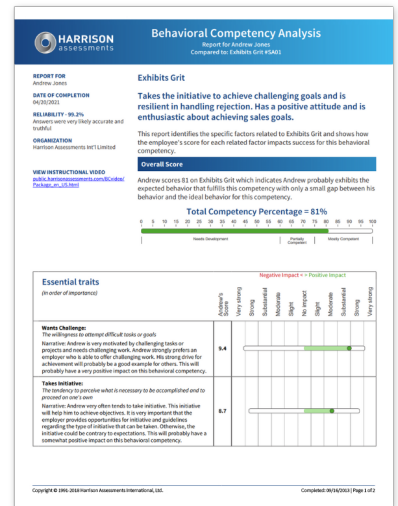 HARRISON
assessments
Behavioral Competency Analysis
Report for Andrew Jones
Compared to: Exhibits Grit #SA01
REPORT FOR
Andrew Jones
DATE OF COMPLETION
04/20/2021
RELIABILITY - 99.2%
Answers were very likely accurate and
truthful
ORGANIZATION
Harrison Assessments Int'l Limited
VIEW INSTRUCTIONAL VIDEO
public.harrisonassessments.com/BCvideo/
Package_en_US.html
Exhibits Grit
Takes the initiative to achieve challenging goals and is
resilient in handling rejection. Has a positive attitude and is
enthusiastic about achieving sales goals.
This report identifies the specific factors related to Exhibits Grit and shows how
the employee's score for each related factor impacts success for this behavioral
competency.
Overall Score
Andrew scores 81 on Exhibits Grit which indicates Andrew probably exhibits the
expected behavior that fulfills this competency with only a small gap between his
behavior and the ideal behavior for this competency.
Total Competency Percentage = 81%
0 5 10 15 20 25 30 35 40 45 50 55 60 65 70 75 80 85 90 95 100
Needs Development
Partially
Competent
Mostly Competent
Essential traits
(in order of importance)
Negative Impact < > Positive Impact
Andrew's
Score
Very strong
Strong
Substantial
Moderate
Slight
No impact
Slight
Moderate
Substantial
Strong
Very strong
Wants Challenge:
The willingness to attempt difficult tasks or goals
Narrative: Andrew is very motivated by challenging tasks or
projects and needs challenging work. Andrew strongly prefers an
employer who is able to offer challenging work. His strong drive for
achievement will probably be a good example for others. This will
probably have a very positive impact on this behavioral competency.
9.4
Takes Initiative:
The tendency to perceive what is necessary to be accomplished and to
proceed on one's own
Narrative: Andrew very often tends to take initiative. This initiative
will help him to achieve objectives. It is very important that the
employer provides opportunities for initiative and guidelines
regarding the type of initiative that can be taken. Otherwise, the
initiative could be contrary to expectations. This will probably have a
somewhat positive impact on this behavioral competency.
8.7
Copyright © 1991-2018 Harrison Assessments International, Ltd.
Completed: 09/16/2013 | Page 1 of 2